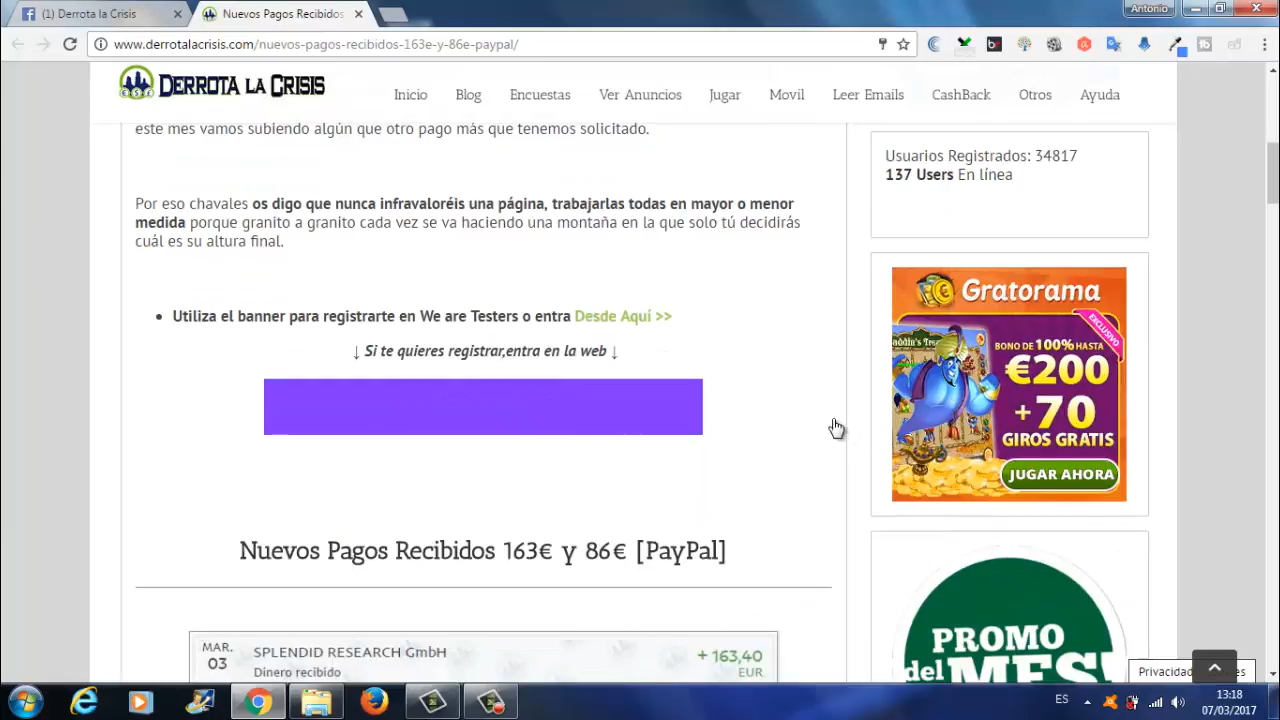 (1) Derrota la Crisis
Nuevos Pagos Recibidos
Antonio
www.derrotalacrisis.com/nuevos-pagos-recibidos-163e-y-86e-paypal/
DERROTA LA CRISIS
Inicio Blog Encuestas Ver Anuncios Jugar Movil Leer Emails CashBack Otros Ayuda
este mes vamos subiendo algún que otro pago más que tenemos solicitado.
Por eso chavales os digo que nunca infravaloréis una página, trabajarlas todas en mayor o menor
medida porque granito a granito cada vez se va haciendo una montaña en la que solo tú decidirás
cuál es su altura final.
Utiliza el banner para registrarte en We are Testers o entra Desde Aquí >>
↓ Si te quieres registrar,entra en la web ↓
Nuevos Pagos Recibidos 163€ y 86€ [PayPal]
MAR.
03
SPLENDID RESEARCH GmbH
Dinero recibido
+ 163,40
EUR
Usuarios Registrados: 34817
137 Users En línea
Gratorama
EXCLUSIVO
BONO DE 100% HASTA
€200
+70
GIROS GRATIS
JUGAR AHORA
PROMO
del MES!
Privacidad
ES
13:18
07/03/2017